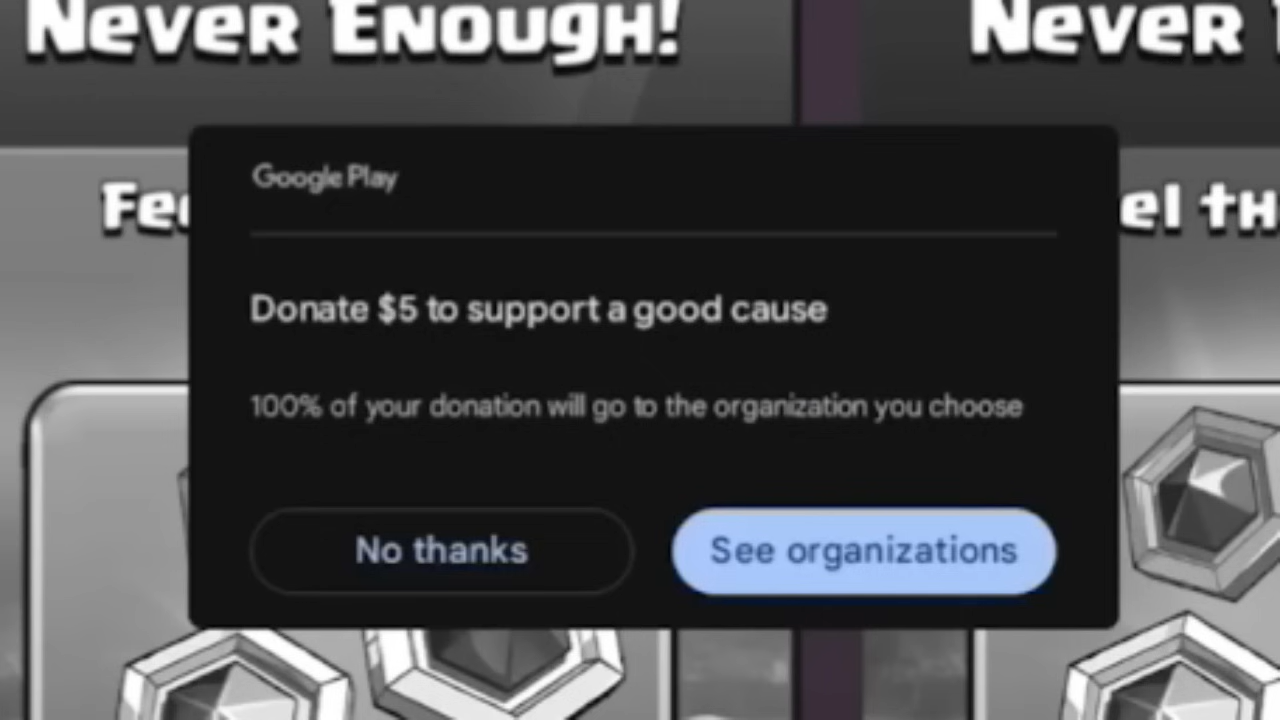 Never Enough!
Never
Fee
el th
Google Play
Donate $5 to support a good cause
100% of your donation will go to the organization you choose
No thanks
See organizations